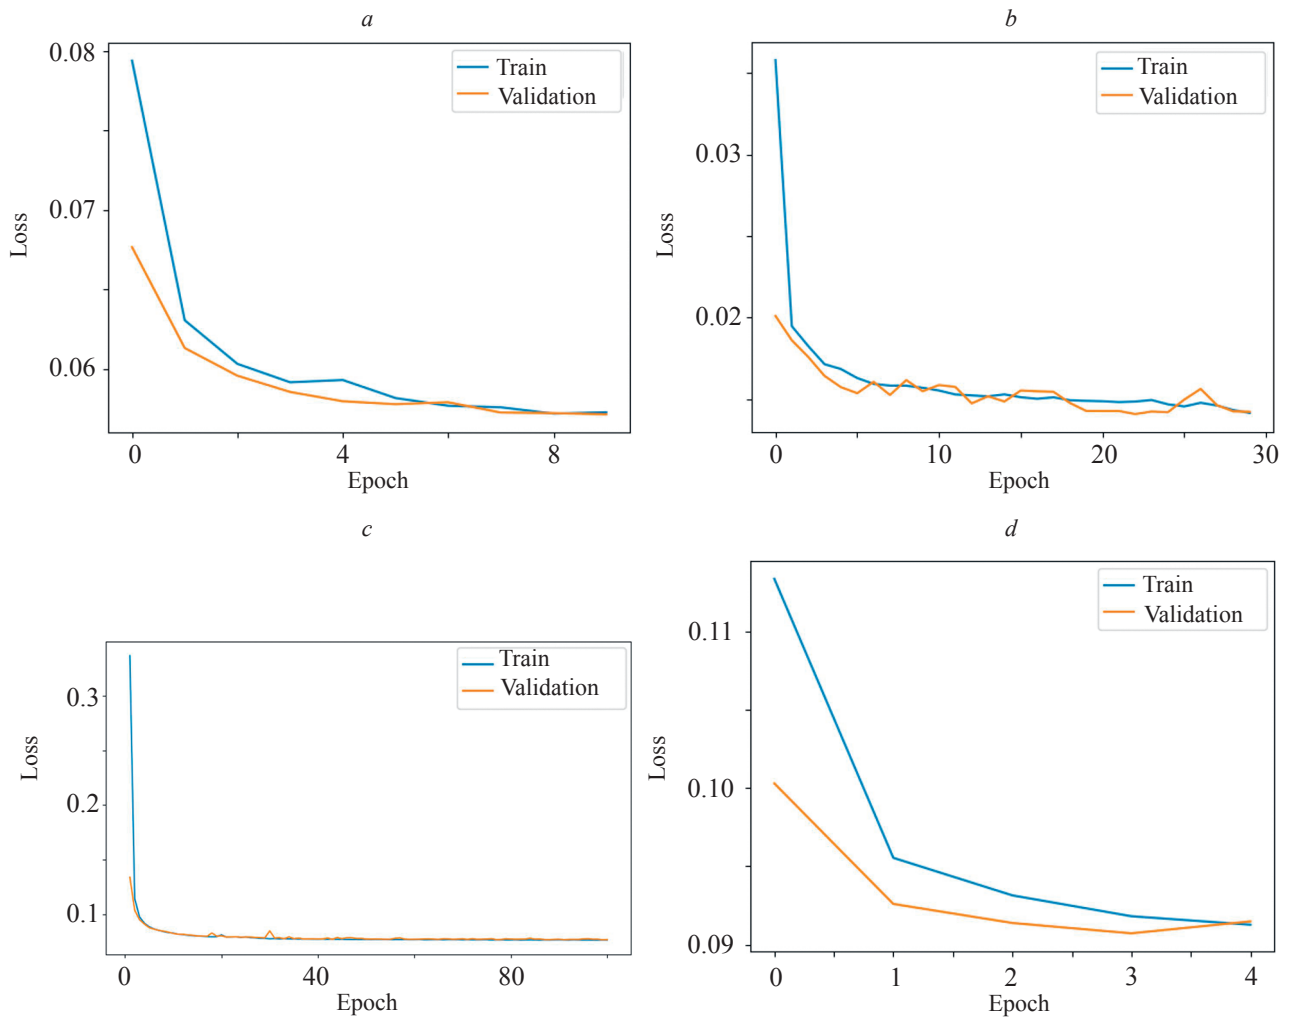 a
0.08
0.07
0.06
Loss
Train
Validation
0
4
8
Epoch
b
0.03
0.02
Loss
Train
Validation
0
10
20
30
Epoch
c
0.3
0.2
0.1
Loss
Train
Validation
0
40
80
Epoch
d
0.11
0.10
0.09
Loss
Train
Validation
0
1
2
3
4
Epoch